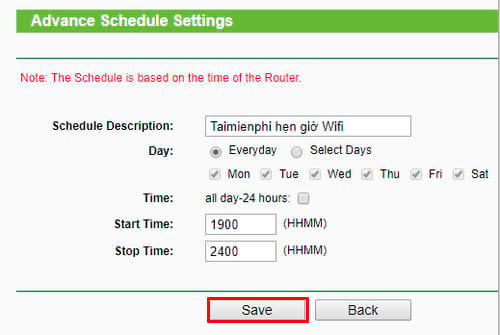 Advance Schedule Settings
Note: The Schedule is based on the time of the Router.
Schedule Description: Taimienphi hẹn giờ Wifi
Day: Everyday Select Days
Mon Tue Wed Thu Fri Sat
Time: all day-24 hours:
Start Time: 1900 (HHMM)
Stop Time: 2400 (HHMM)
Save Back